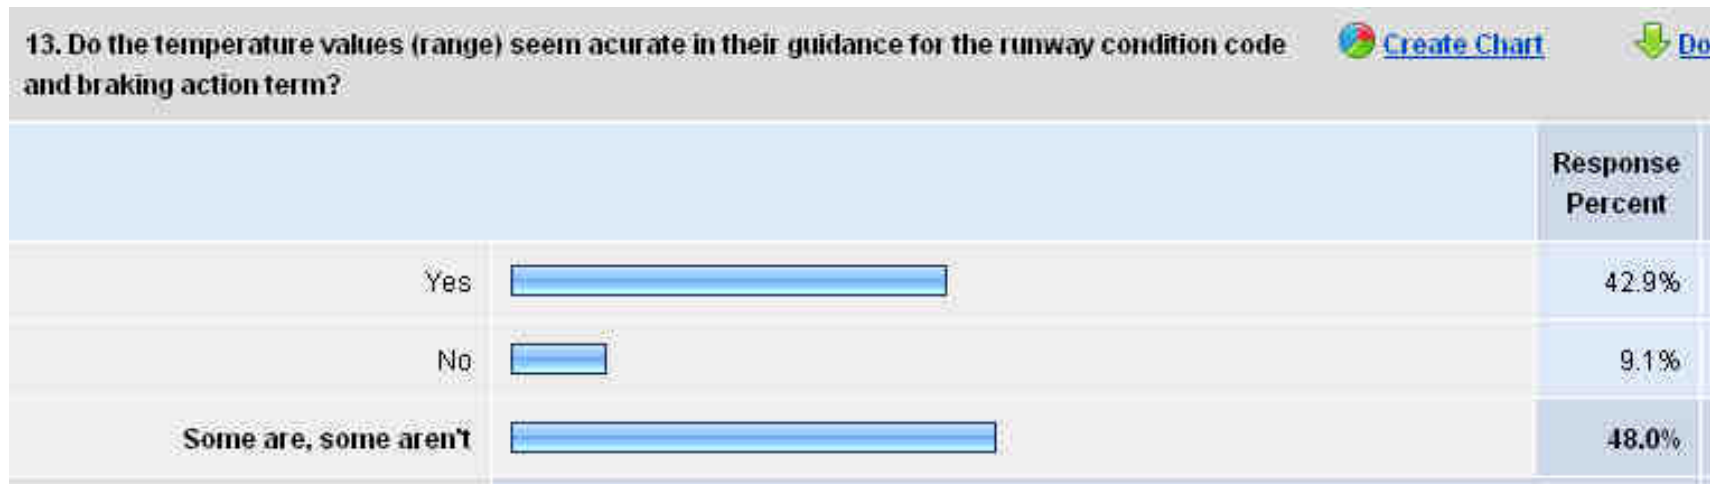 13. Do the temperature values (range) seem acurate in their guidance for the runway condition code
and braking action term?
Create Chart
Do
Response
Percent
Yes
42.9%
No
9.1%
Some are, some aren't
48.0%